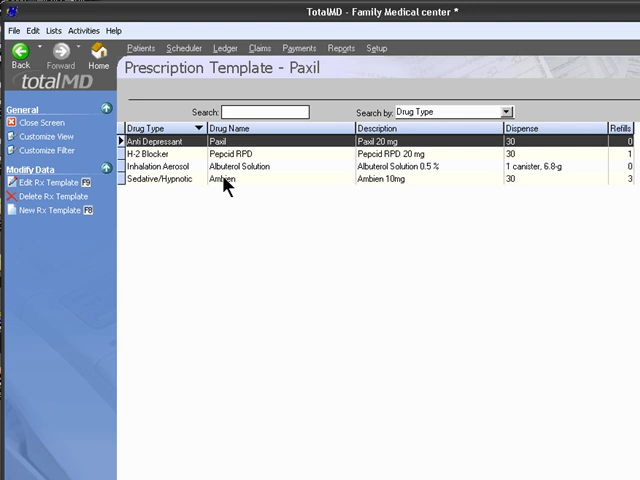 TotalMD - Family Medical center *
File Edit Lists Activities Help
Back Forward Home
Patients Scheduler Ledger Claims Payments Reports Setup
totalMD
Prescription Template - Paxil
General
Close Screen
Customize View
Customize Filter
Modify Data
Edit Rx Template F9
Delete Rx Template
New Rx Template F8
Search: Search by: Drug Type
Drug Type Drug Name Description Dispense Refills
Anti Depressant Paxil Paxil 20 mg 30 0
H-2 Blocker Pepcid RPD Pepcid RPD 20 mg 30 1
Inhalation Aerosol Albuterol Solution Albuterol Solution 0.5 % 1 canister, 6.8-g 0
Sedative/Hypnotic Ambien Ambien 10mg 30 3